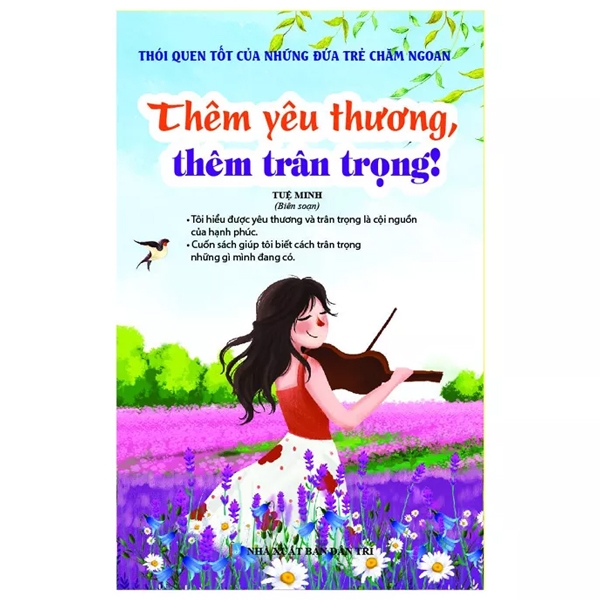 THÓI QUEN TỐT CỦA NHỮNG ĐỨA TRẺ CHĂM NGOAN
Thêm yêu thương,
thêm trân trọng!
TUỆ MINH
(Biên soạn)
• Tôi hiểu được yêu thương và trân trọng là cội nguồn
của hạnh phúc.
• Cuốn sách giúp tôi biết cách trân trọng
những gì mình đang có.
NHÀ XUẤT BẢN DÂN TRÍ